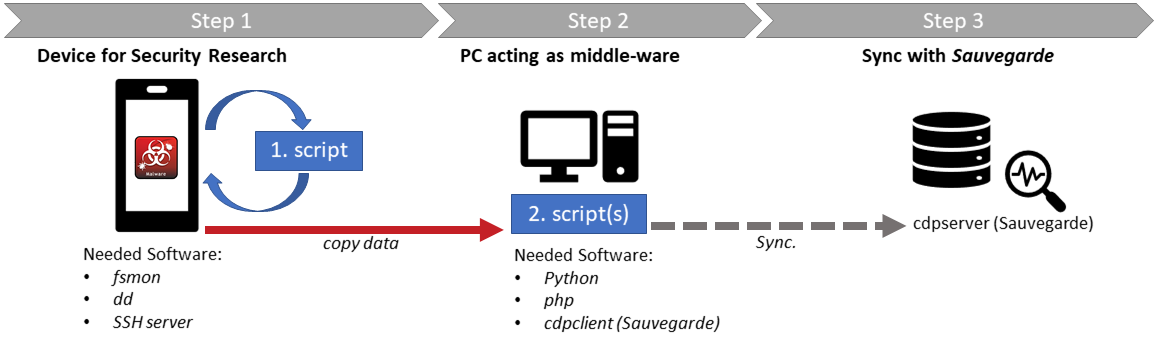 Step 1
Step 2
Step 3
Device for Security Research
PC acting as middle-ware
Sync with Sauvegarde
Malware
1. script
2. script(s)
copy data
Sync.
cdpserver (Sauvegarde)
Needed Software:
• fsmon
• dd
• SSH server
Needed Software:
• Python
• php
• cdpclient (Sauvegarde)